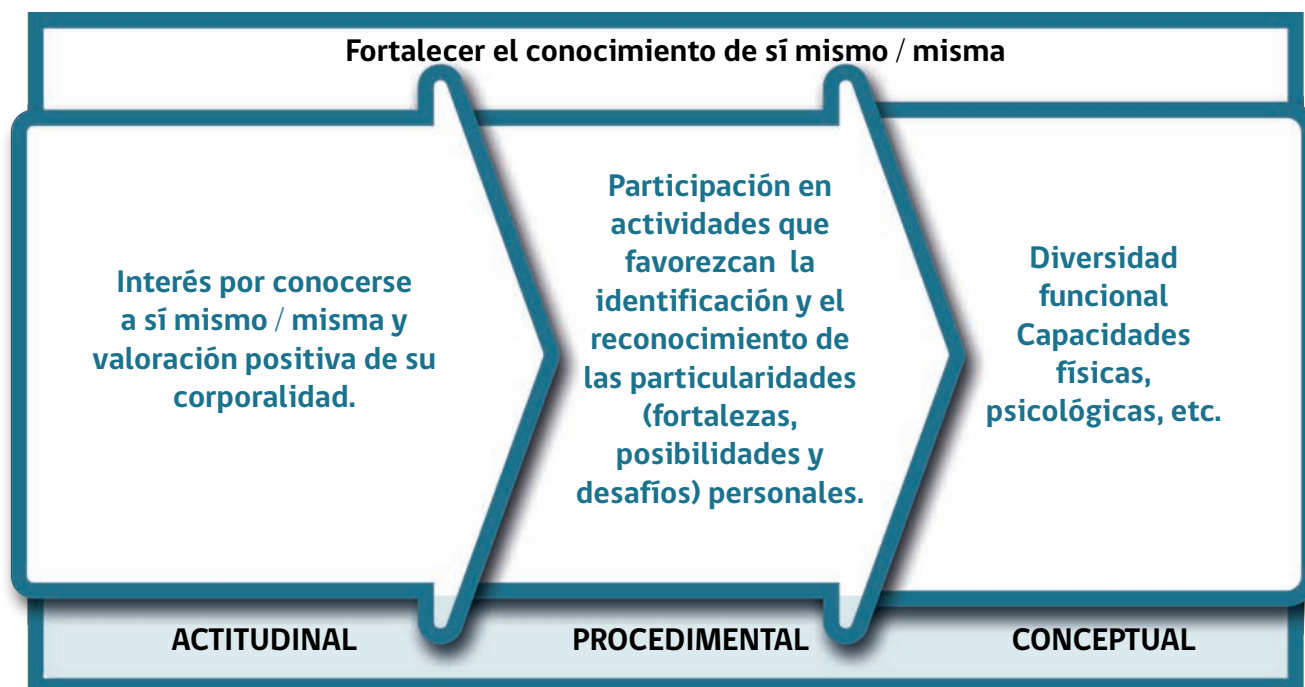 Fortalecer el conocimiento de sí mismo / misma
Interés por conocerse
a sí mismo / misma y
valoración positiva de su
corporalidad.
Participación en
actividades que
favorezcan la
identificación y el
reconocimiento de
las particularidades
(fortalezas,
posibilidades y
desafíos) personales.
Diversidad
funcional
Capacidades
físicas,
psicológicas, etc.
ACTITUDINAL
PROCEDIMENTAL
CONCEPTUAL